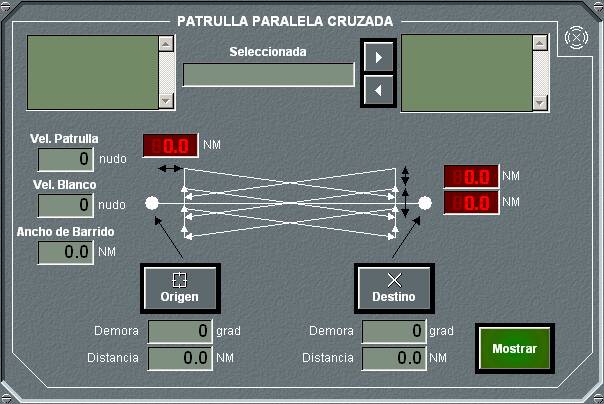 PATRULLA PARALELA CRUZADA
Seleccionada
Vel. Patrulla
0 nudo
0.0 NM
Vel. Blanco
0 nudo
0.0 NM
0.0 NM
Ancho de Barrido
0.0 NM
Origen
Destino
Demora 0 grad
Demora 0 grad
Distancia 0.0 NM
Distancia 0.0 NM
Mostrar